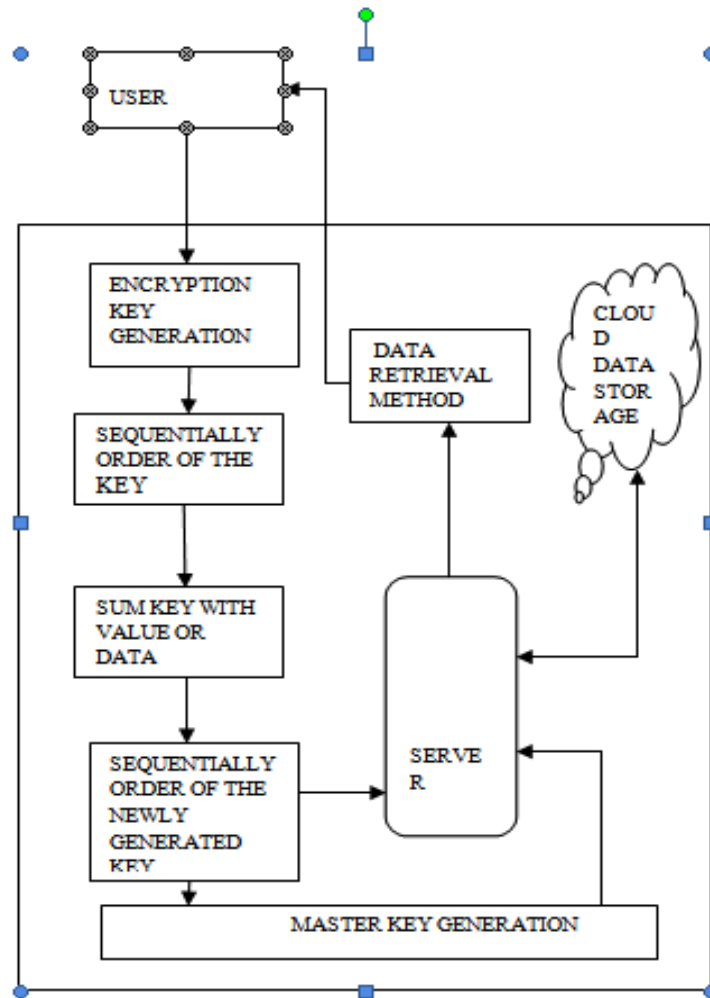 USER
ENCRYPTION
KEY
GENERATION
SEQUENTIALLY
ORDER OF THE
KEY
SUM KEY WITH
VALUE OR
DATA
SEQUENTIALLY
ORDER OF THE
NEWLY
GENERATED
KEY
MASTER KEY GENERATION
SERVE
R
DATA
RETRIEVAL
METHOD
CLOU
D
DATA
STOR
AGE